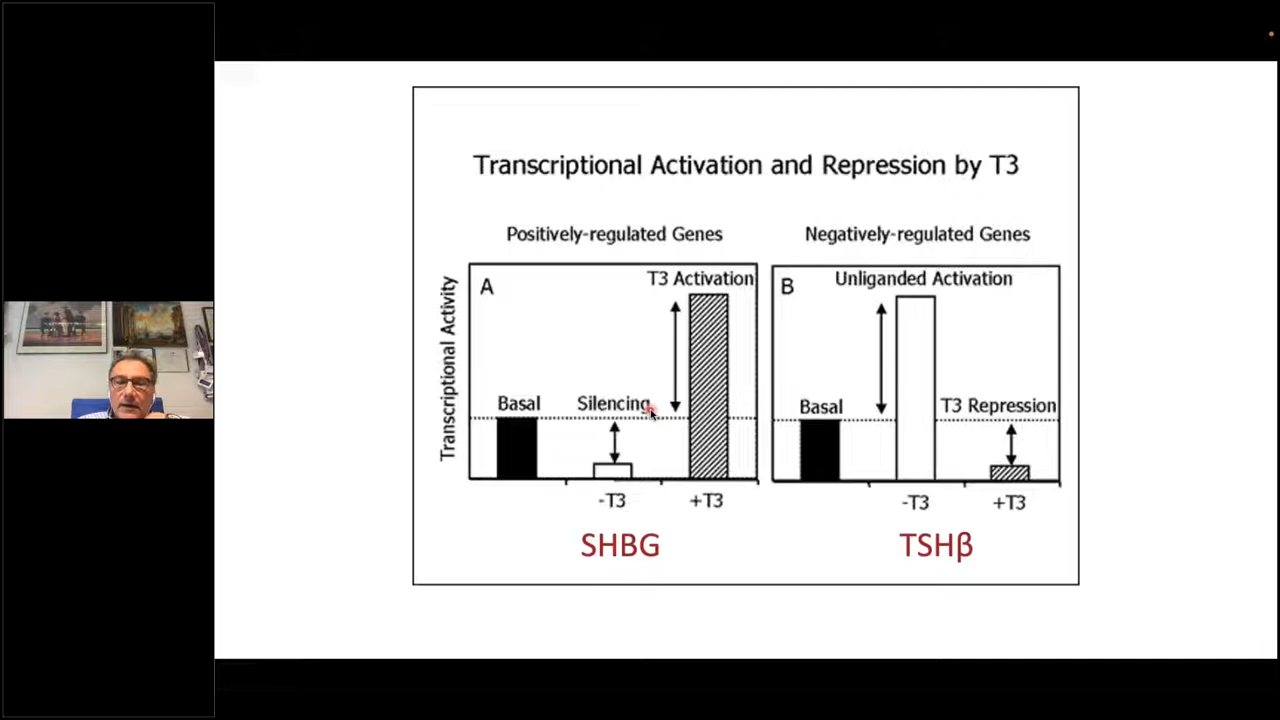 Transcriptional Activation and Repression by T3
Positively-regulated Genes
Transcriptional Activity
A
T3 Activation
Basal
Silencing
-T3
+T3
SHBG
Negatively-regulated Genes
B
Unliganded Activation
Basal
T3 Repression
-T3
+T3
TSHβ